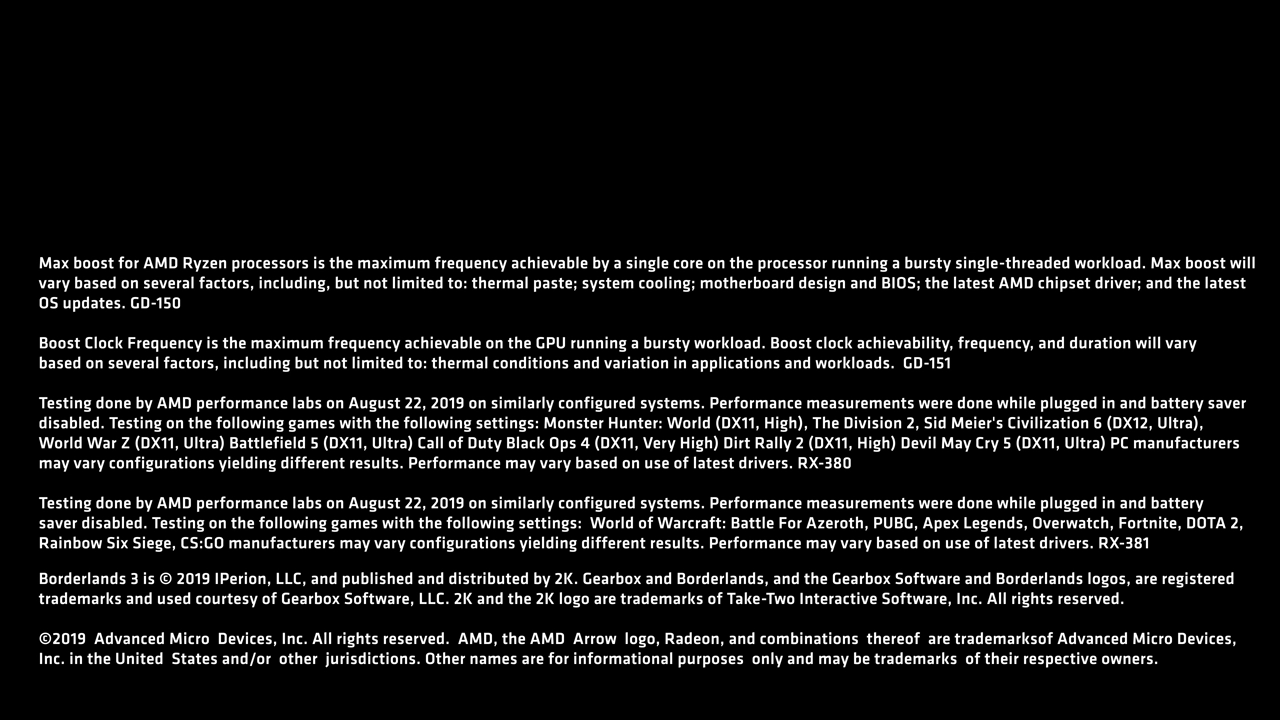 Max boost for AMD Ryzen processors is the maximum frequency achievable by a single core on the processor running a bursty single-threaded workload. Max boost will
vary based on several factors, including, but not limited to: thermal paste; system cooling; motherboard design and BIOS; the latest AMD chipset driver; and the latest
OS updates. GD-150
Boost Clock Frequency is the maximum frequency achievable on the GPU running a bursty workload. Boost clock achievability, frequency, and duration will vary
based on several factors, including but not limited to: thermal conditions and variation in applications and workloads.  GD-151
Testing done by AMD performance labs on August 22, 2019 on similarly configured systems. Performance measurements were done while plugged in and battery saver
disabled. Testing on the following games with the following settings: Monster Hunter: World (DX11, High), The Division 2, Sid Meier's Civilization 6 (DX12, Ultra),
World War Z (DX11, Ultra) Battlefield 5 (DX11, Ultra) Call of Duty Black Ops 4 (DX11, Very High) Dirt Rally 2 (DX11, High) Devil May Cry 5 (DX11, Ultra) PC manufacturers
may vary configurations yielding different results. Performance may vary based on use of latest drivers. RX-380
Testing done by AMD performance labs on August 22, 2019 on similarly configured systems. Performance measurements were done while plugged in and battery
saver disabled. Testing on the following games with the following settings:  World of Warcraft: Battle For Azeroth, PUBG, Apex Legends, Overwatch, Fortnite, DOTA 2,
Rainbow Six Siege, CS:GO manufacturers may vary configurations yielding different results. Performance may vary based on use of latest drivers. RX-381
Borderlands 3 is © 2019 IPerion, LLC, and published and distributed by 2K. Gearbox and Borderlands, and the Gearbox Software and Borderlands logos, are registered
trademarks and used courtesy of Gearbox Software, LLC. 2K and the 2K logo are trademarks of Take-Two Interactive Software, Inc. All rights reserved.
©2019  Advanced Micro  Devices, Inc. All rights reserved.  AMD, the AMD  Arrow  logo, Radeon, and combinations  thereof  are trademarksof Advanced Micro Devices,
Inc. in the United  States and/or  other  jurisdictions. Other names are for informational purposes  only and may be trademarks  of their respective owners.